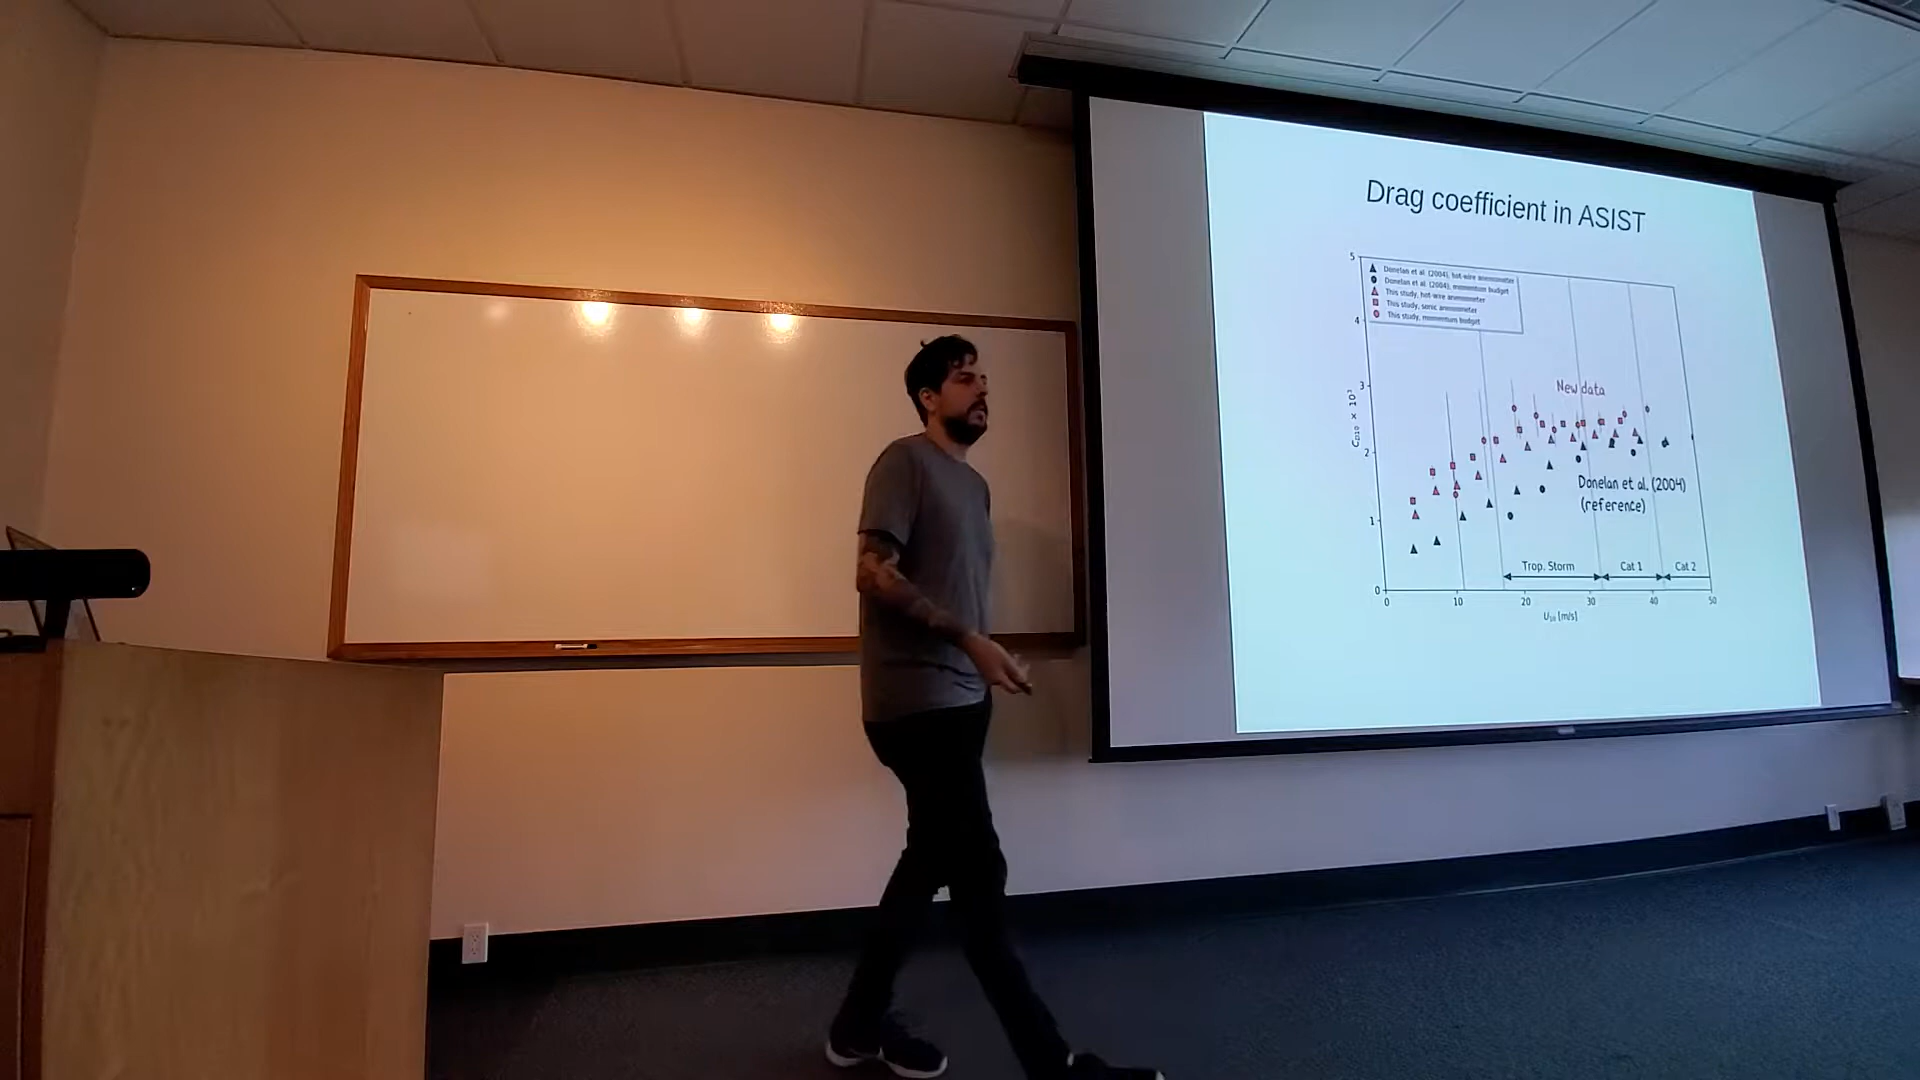 Drag coefficient in ASIST
5
Donelan et al. (2004), hot-wire anemometer
Donelan et al. (2004), momentum budget
This study, hot-wire anemometer
This study, sonic anemometer
This study, momentum budget
4
New data
3
C_D10 × 10³
2
Donelan et al. (2004)
(reference)
1
Trop. Storm Cat 1 Cat 2
0
0 10 20 30 40 50
U₁₀ [m/s]